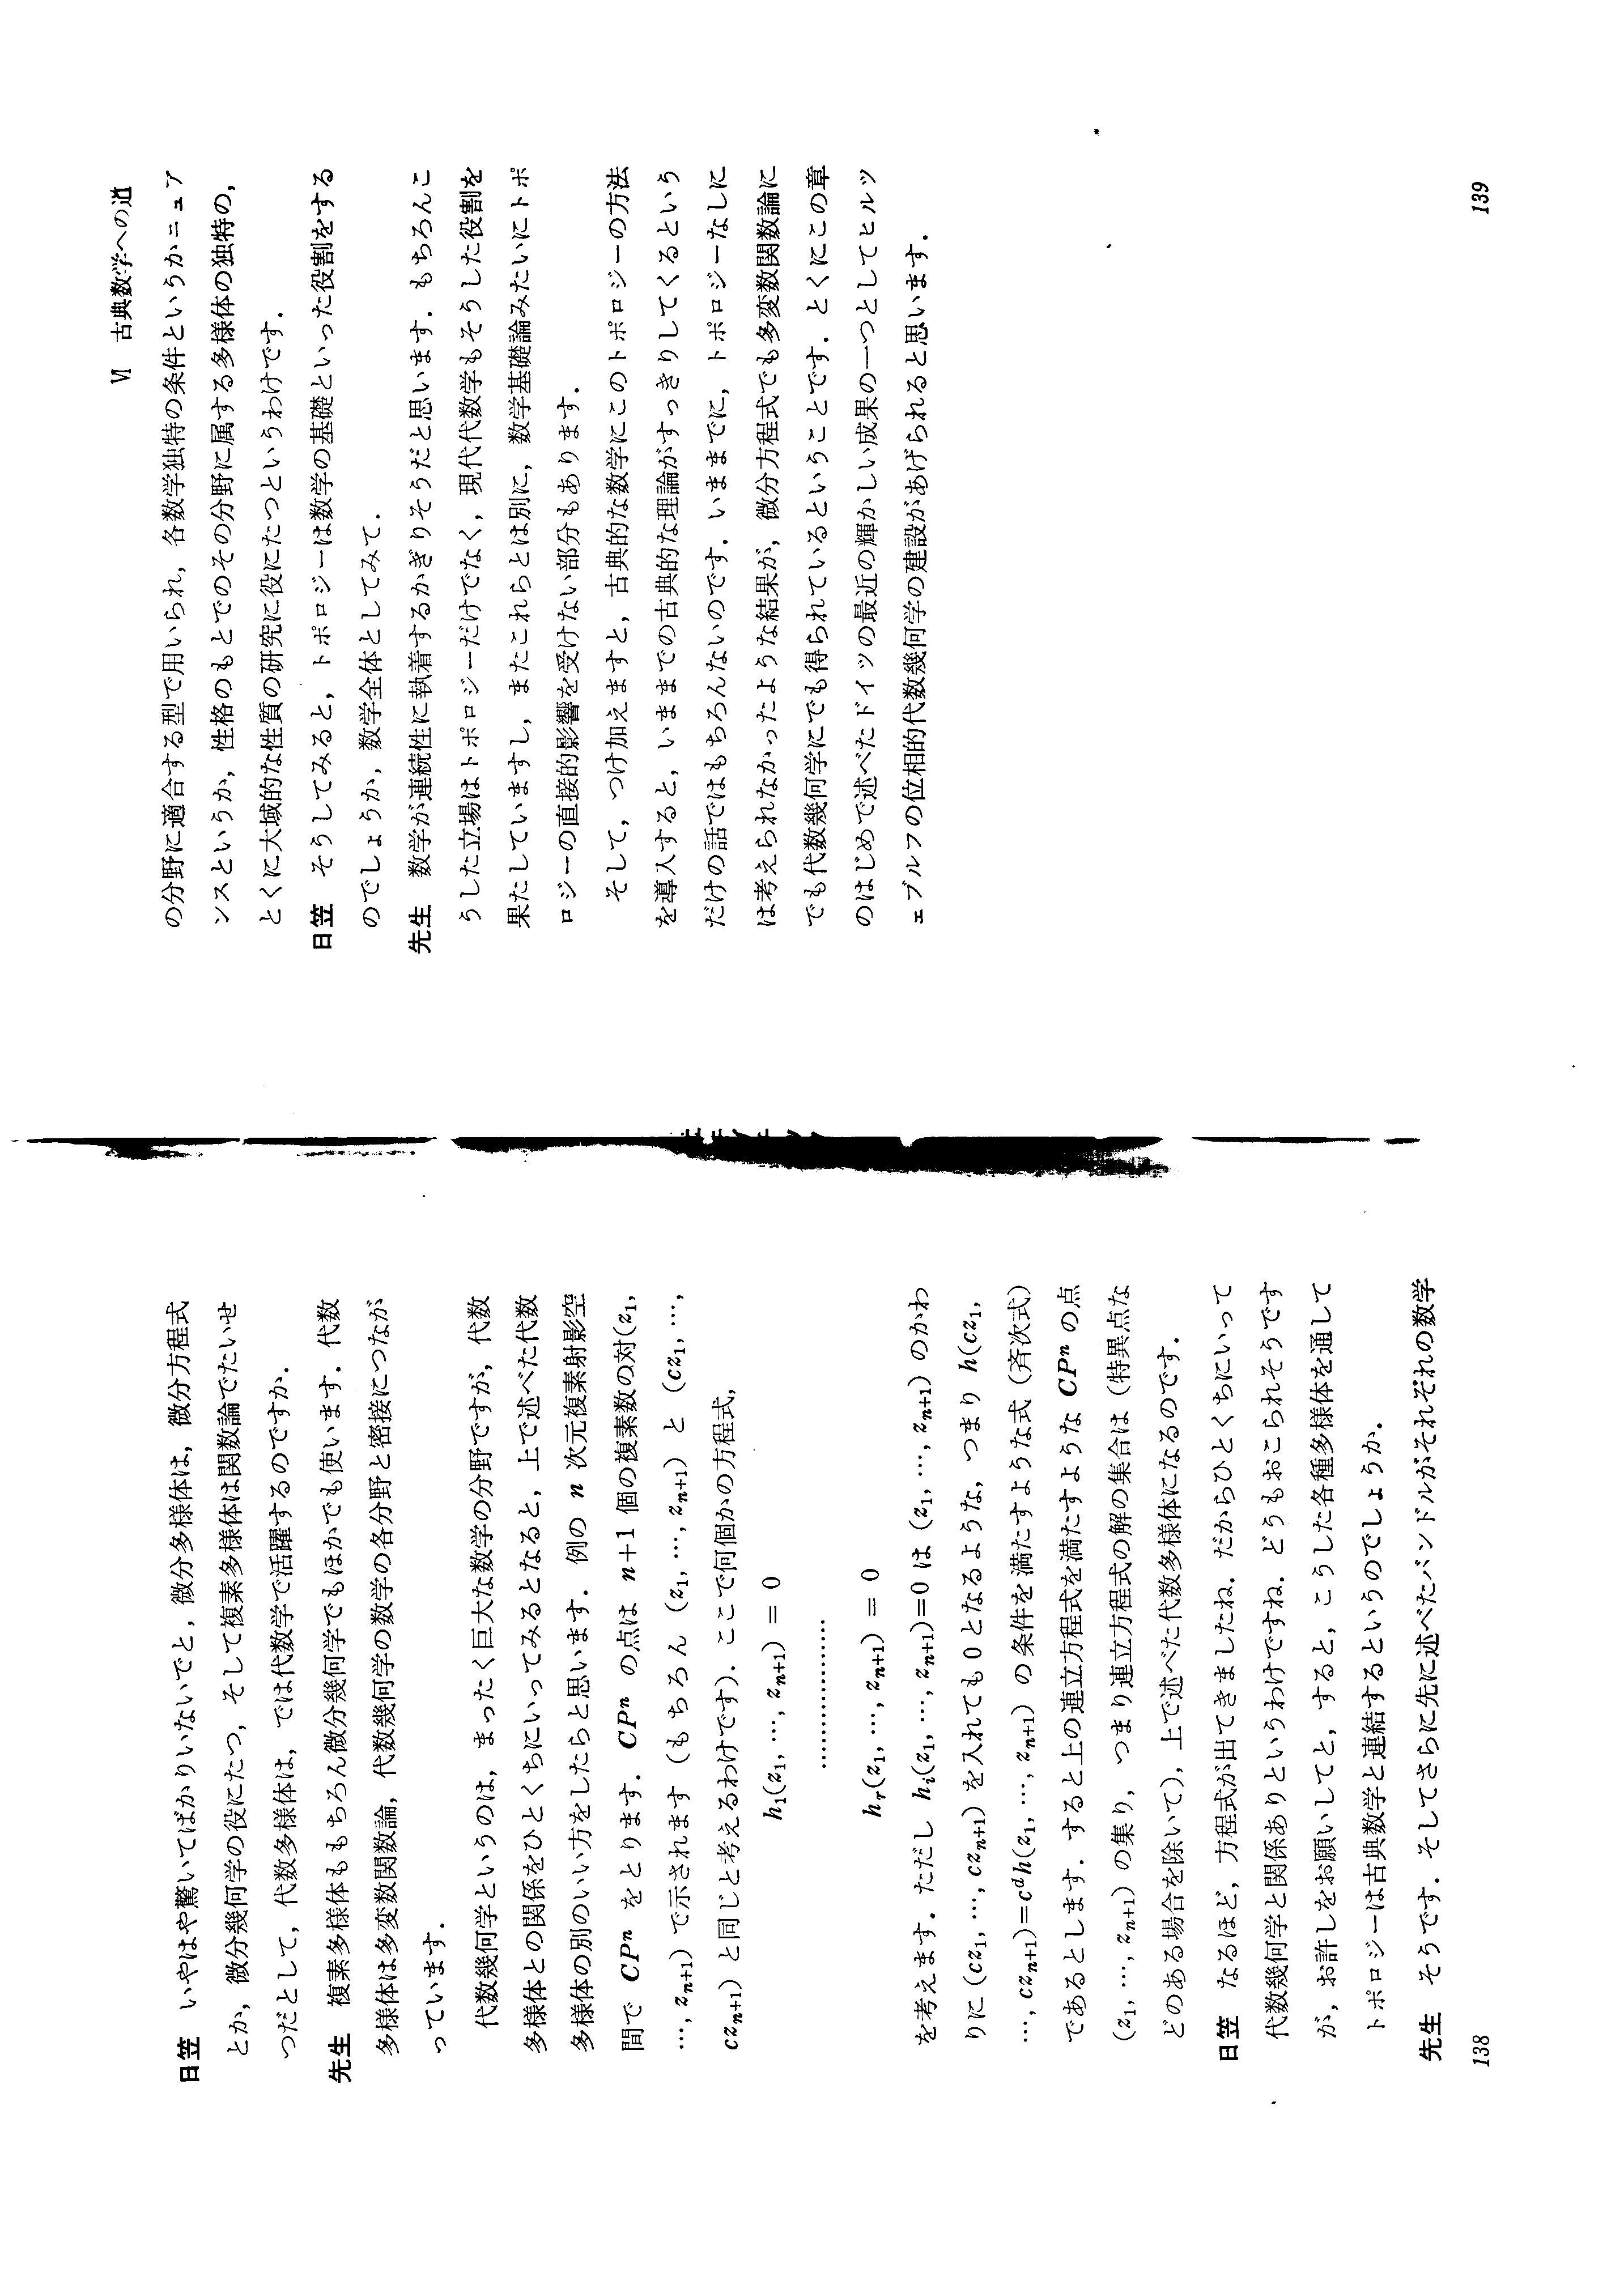 日笠 いやはや驚いてばかりいないでと，微分多様体は，微分方程式
とか，微分幾何学の役にたつ，そして複素多様体は関数論でたいせ
つだとして，代数多様体は，では代数学で活躍するのですか．
先生 複素多様体ももちろん微分幾何学でもほかでも使います．代数
多様体は多変数関数論，代数幾何学の数学の各分野と密接につなが
っています．
代数幾何学というのは，まったく巨大な数学の分野ですが，代数
多様体との関係をひとくちにいってみるとなると，上で述べた代数
多様体の別のいい方をしたらと思います．例の n 次元複素射影空
間で CPⁿ をとります．CPⁿ の点は n+1 個の複素数の対(z₁,
…, zₙ₊₁) で示されます（もちろん (z₁, …, zₙ₊₁) と (cz₁, …,
czₙ₊₁) と同じと考えるわけです）．ここで何個かの方程式，
h₁(z₁, …, zₙ₊₁) = 0
……………
hᵣ(z₁, …, zₙ₊₁) = 0
を考えます．ただし hᵢ(z₁, …, zₙ₊₁)=0 は (z₁, …, zₙ₊₁) のかわ
りに (cz₁, …, czₙ₊₁) を入れても 0 となるような，つまり h(cz₁,
…, czₙ₊₁)=cᵈh(z₁, …, zₙ₊₁) の条件を満たすような式（斉次式）
であるとします．すると上の連立方程式を満たすような CPⁿ の点
(z₁, …, zₙ₊₁) の集り，つまり連立方程式の解の集合は（特異点な
どのある場合を除いて），上で述べた代数多様体になるのです．
日笠 なるほど，方程式が出てきましたね．だからひとくちにいって
代数幾何学と関係ありというわけですね．どうもおこられそうです
が，お許しをお願いしてと，すると，こうした各種多様体を通して
トポロジーは古典数学と連結するというのでしょうか．
先生 そうです．そしてさらに先に述べたバンドルがそれぞれの数学
138
Ⅵ 古典数学への道
の分野に適合する型で用いられ，各数学独特の条件というかニュア
ンスというか，性格のもとでのその分野に属する多様体の独特の，
とくに大域的な性質の研究に役にたつというわけです．
日笠 そうしてみると，トポロジーは数学の基礎といった役割をする
のでしょうか，数学全体としてみて．
先生 数学が連続性に執着するかぎりそうだと思います．もちろんこ
うした立場はトポロジーだけでなく，現代代数学もそうした役割を
果たしていますし，またこれらとは別に，数学基礎論みたいにトポ
ロジーの直接的影響を受けない部分もあります．
そして，つけ加えますと，古典的な数学にこのトポロジーの方法
を導入すると，いままでの古典的な理論がすっきりしてくるという
だけの話ではもちろんないのです．いままでに，トポロジーなしに
は考えられなかったような結果が，微分方程式でも多変数関数論に
でも代数幾何学にでも得られているということです．とくにこの章
のはじめで述べたドイツの最近の輝かしい成果の一つとしてヒルツ
ェブルフの位相的代数幾何学の建設があげられると思います．
139